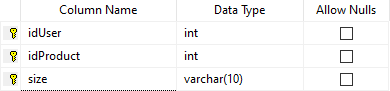 Column Name Data Type Allow Nulls
idUser int
idProduct int
size varchar(10)